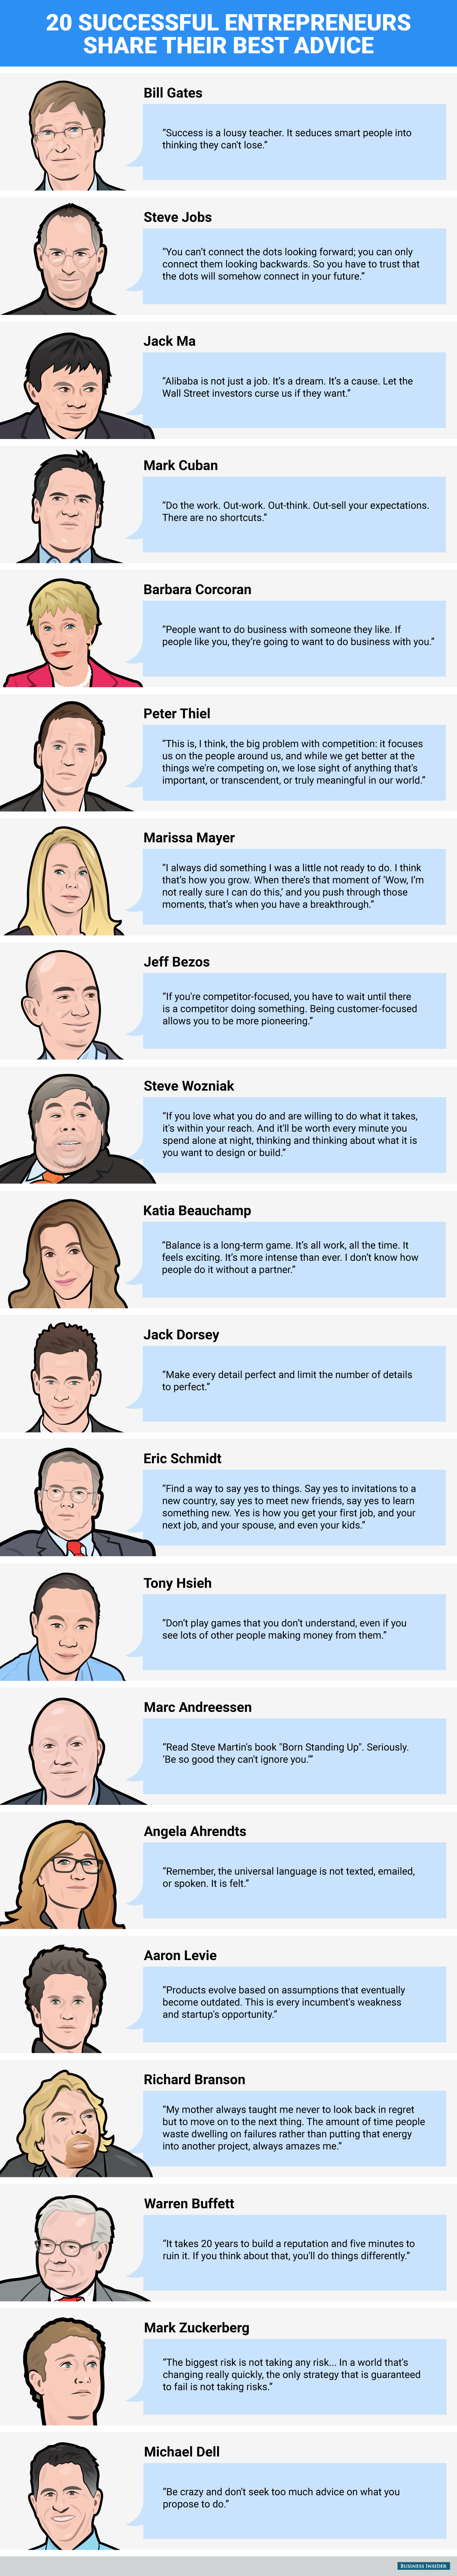 20 SUCCESSFUL ENTREPRENEURS
SHARE THEIR BEST ADVICE
Bill Gates
“Success is a lousy teacher. It seduces smart people into
thinking they can’t lose.”
Steve Jobs
“You can’t connect the dots looking forward; you can only
connect them looking backwards. So you have to trust that
the dots will somehow connect in your future.”
Jack Ma
“Alibaba is not just a job. It’s a dream. It’s a cause. Let the
Wall Street investors curse us if they want.”
Mark Cuban
“Do the work. Out-work. Out-think. Out-sell your expectations.
There are no shortcuts.”
Barbara Corcoran
“People want to do business with someone they like. If
people like you, they’re going to want to do business with you.”
Peter Thiel
“This is, I think, the big problem with competition: it focuses
us on the people around us, and while we get better at the
things we're competing on, we lose sight of anything that's
important, or transcendent, or truly meaningful in our world.”
Marissa Mayer
“I always did something I was a little not ready to do. I think
that’s how you grow. When there’s that moment of ‘Wow, I’m
not really sure I can do this,’ and you push through those
moments, that’s when you have a breakthrough.”
Jeff Bezos
“If you're competitor-focused, you have to wait until there
is a competitor doing something. Being customer-focused
allows you to be more pioneering.”
Steve Wozniak
“If you love what you do and are willing to do what it takes,
it's within your reach. And it'll be worth every minute you
spend alone at night, thinking and thinking about what it is
you want to design or build.”
Katia Beauchamp
“Balance is a long-term game. It’s all work, all the time. It
feels exciting. It’s more intense than ever. I don’t know how
people do it without a partner.”
Jack Dorsey
“Make every detail perfect and limit the number of details
to perfect.”
Eric Schmidt
“Find a way to say yes to things. Say yes to invitations to a
new country, say yes to meet new friends, say yes to learn
something new. Yes is how you get your first job, and your
next job, and your spouse, and even your kids.”
Tony Hsieh
“Don’t play games that you don’t understand, even if you
see lots of other people making money from them.”
Marc Andreessen
“Read Steve Martin's book "Born Standing Up". Seriously.
‘Be so good they can't ignore you.’”
Angela Ahrendts
“Remember, the universal language is not texted, emailed,
or spoken. It is felt.”
Aaron Levie
“Products evolve based on assumptions that eventually
become outdated. This is every incumbent's weakness
and startup's opportunity.”
Richard Branson
“My mother always taught me never to look back in regret
but to move on to the next thing. The amount of time people
waste dwelling on failures rather than putting that energy
into another project, always amazes me.”
Warren Buffett
“It takes 20 years to build a reputation and five minutes to
ruin it. If you think about that, you'll do things differently.”
Mark Zuckerberg
“The biggest risk is not taking any risk... In a world that's
changing really quickly, the only strategy that is guaranteed
to fail is not taking risks.”
Michael Dell
“Be crazy and don't seek too much advice on what you
propose to do.”
BUSINESS INSIDER